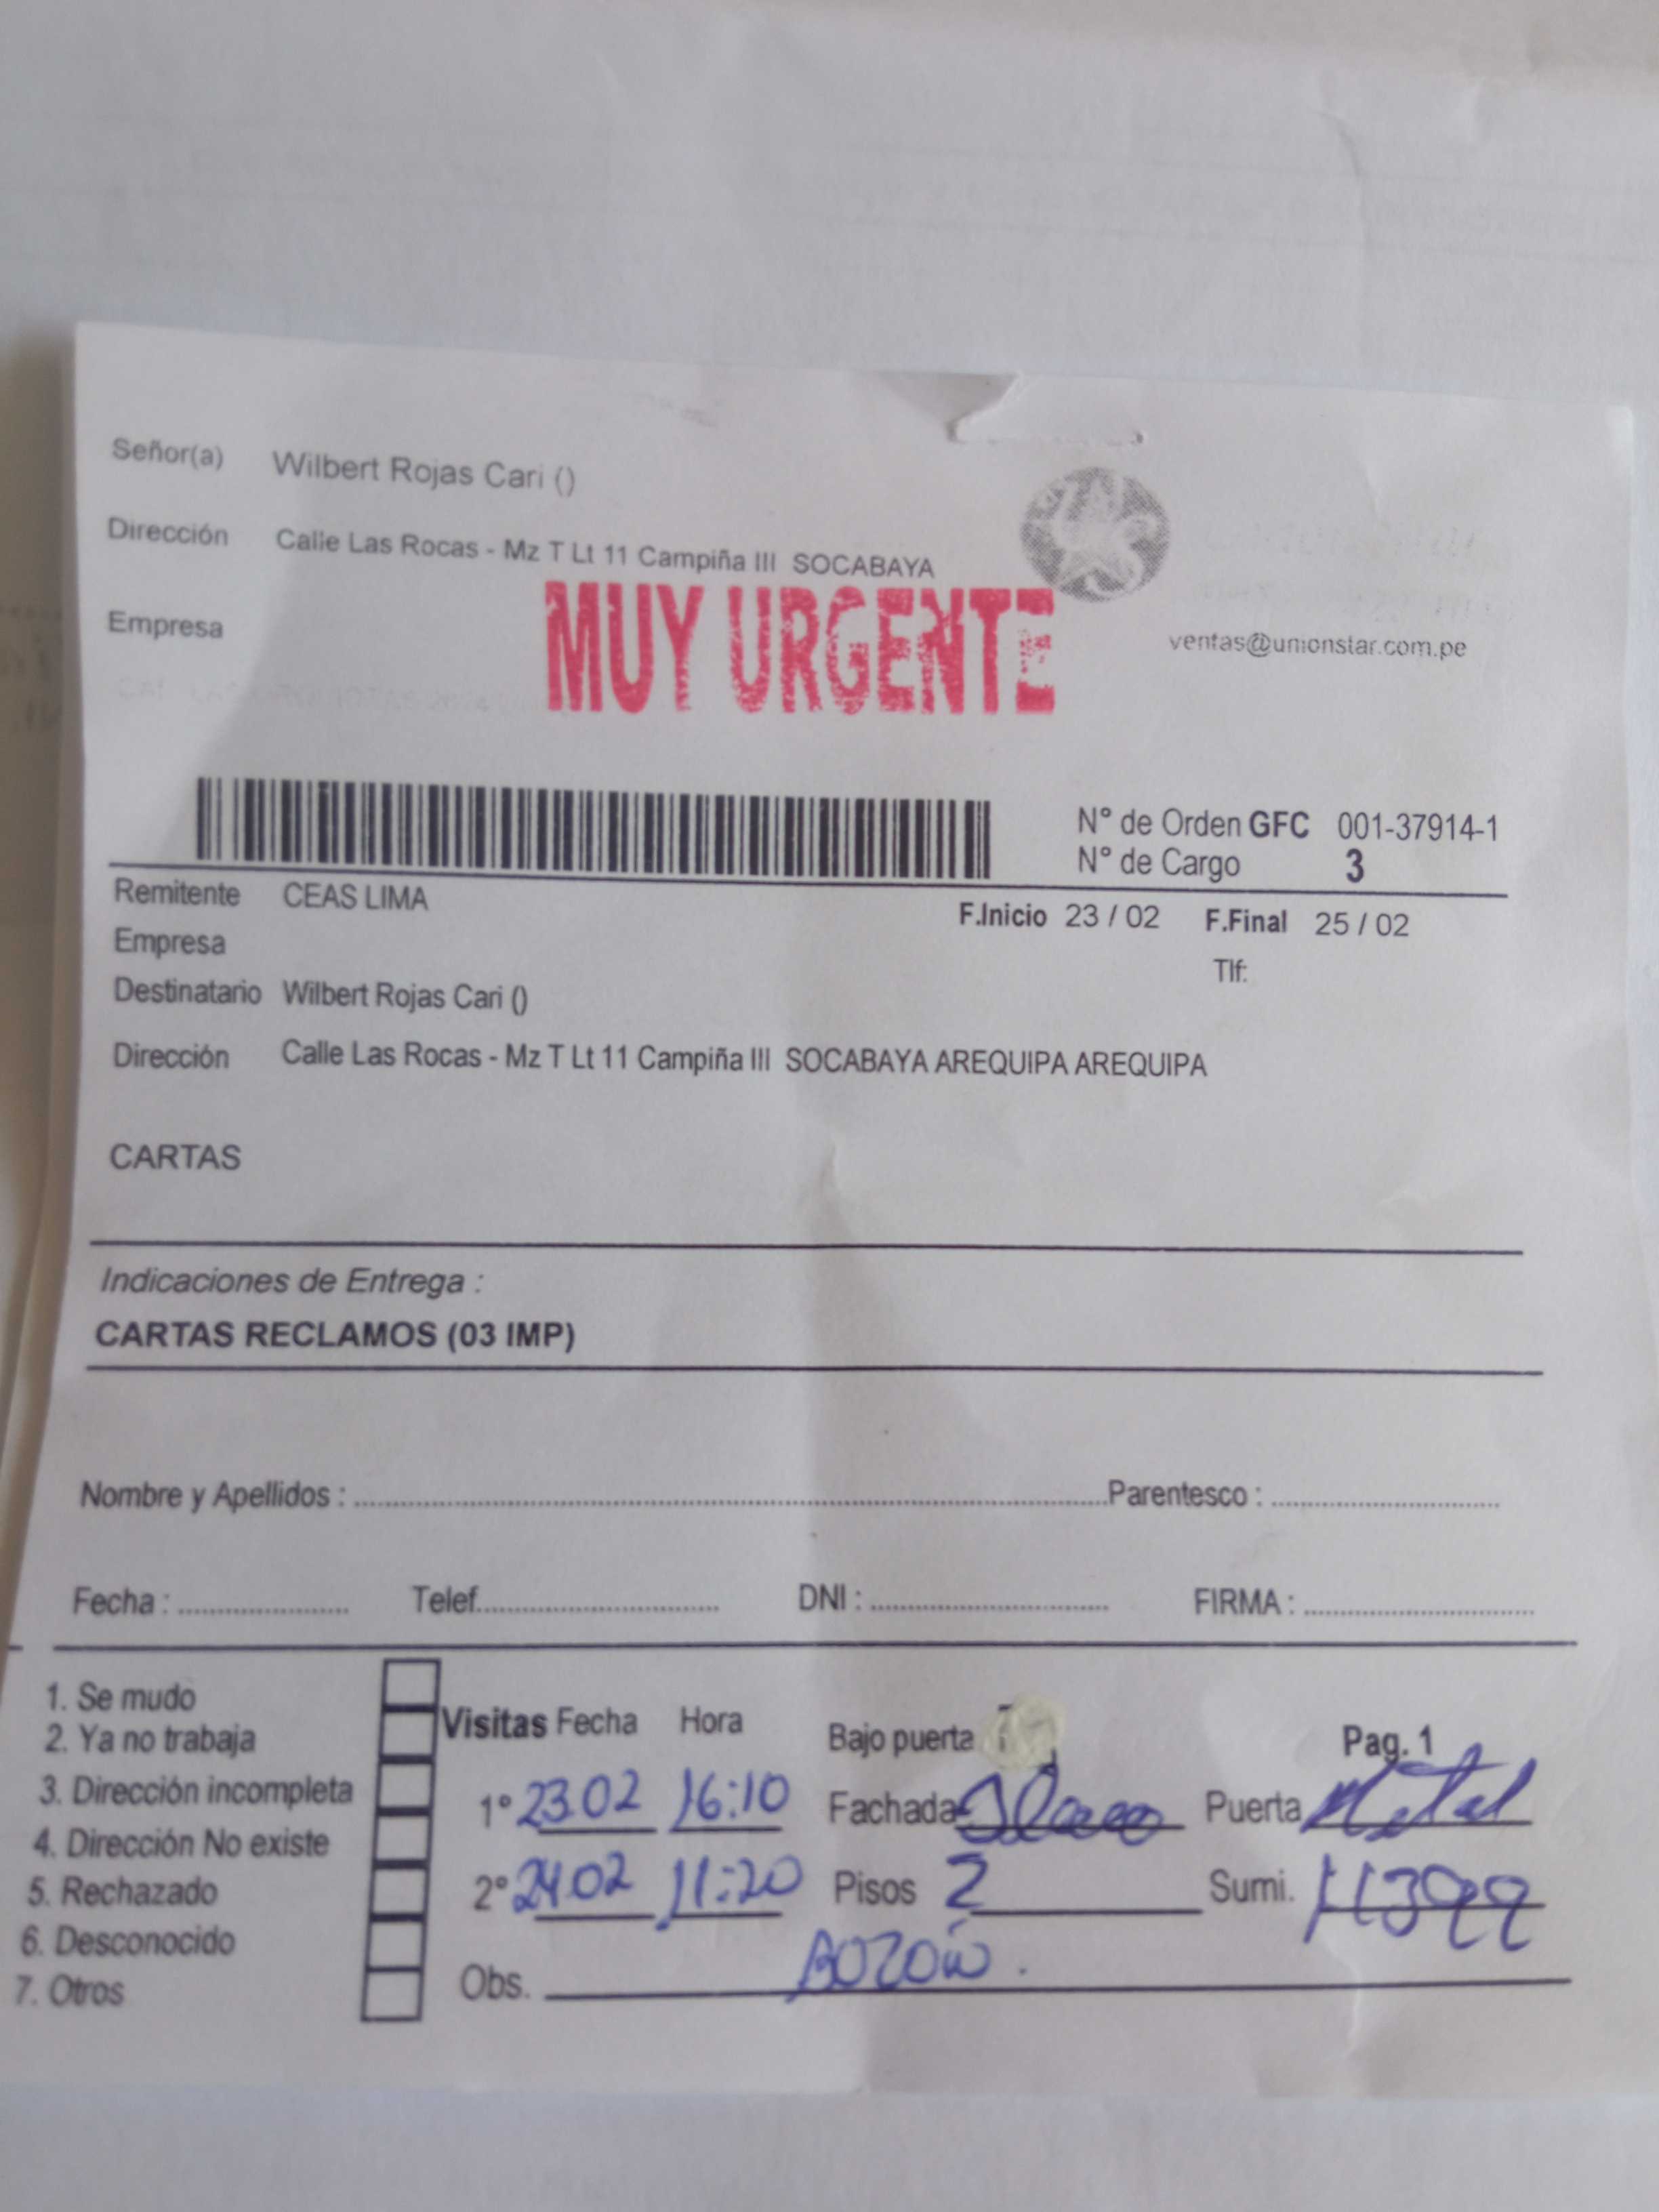 Señor(a) Wilbert Rojas Cari ()
Dirección Calle Las Rocas - Mz T Lt 11 Campiña III SOCABAYA
Empresa
MUY URGENTE
ventas@unionstar.com.pe
N° de Orden GFC 001-37914-1
N° de Cargo 3
Remitente CEAS LIMA
F.Inicio 23 / 02 F.Final 25 / 02
Empresa
Tlf:
Destinatario Wilbert Rojas Cari ()
Dirección Calle Las Rocas - Mz T Lt 11 Campiña III SOCABAYA AREQUIPA AREQUIPA
CARTAS
Indicaciones de Entrega :
CARTAS RECLAMOS (03 IMP)
Nombre y Apellidos : Parentesco :
Fecha : Telef. DNI : FIRMA :
1. Se mudo
2. Ya no trabaja
3. Dirección incompleta
4. Dirección No existe
5. Rechazado
6. Desconocido
7. Otros
Visitas Fecha Hora
1° 23.02 16:10
2° 24.02 11:20
Obs. BOZON.
Bajo puerta
Pag. 1
Fachada Puerta Metal
Pisos 2 Sumi.